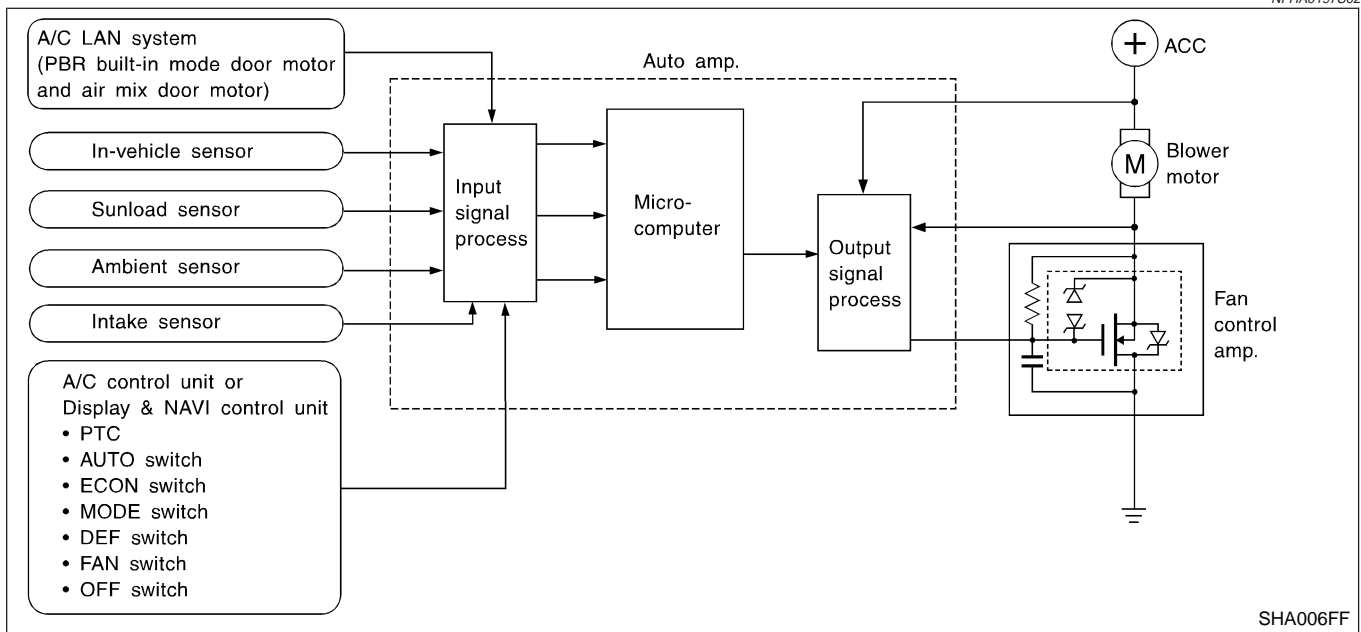 A/C LAN system
(PBR built-in mode door motor
and air mix door motor)
In-vehicle sensor
Sunload sensor
Ambient sensor
Intake sensor
A/C control unit or
Display & NAVI control unit
• PTC
• AUTO switch
• ECON switch
• MODE switch
• DEF switch
• FAN switch
• OFF switch
Auto amp.
Input
signal
process
Micro-
computer
Output
signal
process
+
ACC
M
Blower
motor
Fan
control
amp.
SHA006FF